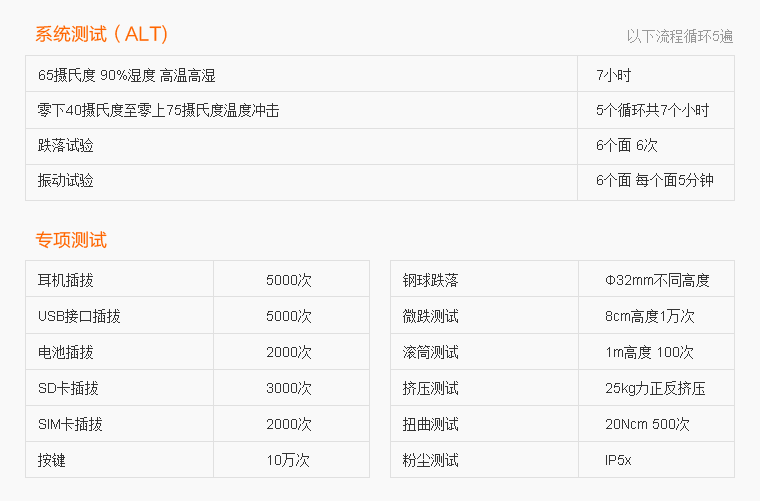 系统测试（ALT)
以下流程循环5遍
65摄氏度 90%湿度 高温高湿 7小时
零下40摄氏度至零上75摄氏度温度冲击 5个循环共7个小时
跌落试验 6个面 6次
振动试验 6个面 每个面5分钟
专项测试
耳机插拔 5000次
USB接口插拔 5000次
电池插拔 2000次
SD卡插拔 3000次
SIM卡插拔 2000次
按键 10万次
钢球跌落 Φ32mm不同高度
微跌测试 8cm高度1万次
滚筒测试 1m高度 100次
挤压测试 25kg力正反挤压
扭曲测试 20Ncm 500次
粉尘测试 IP5x